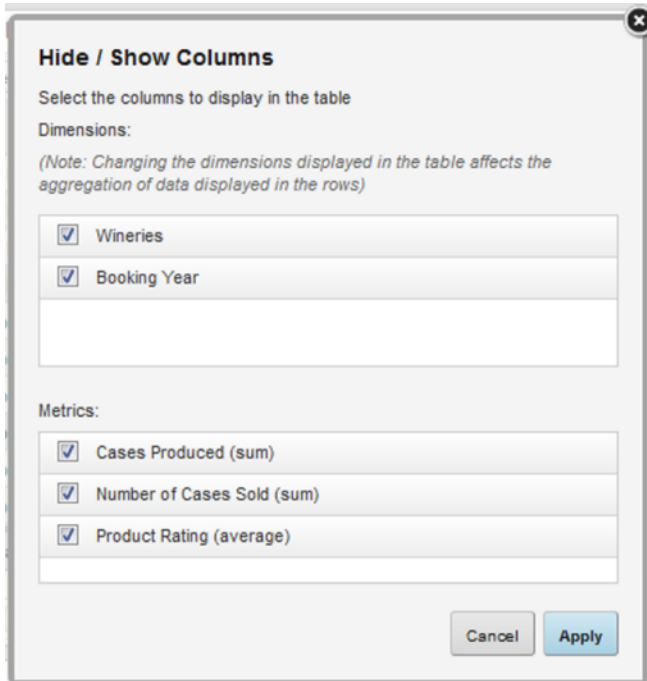 Hide / Show Columns
Select the columns to display in the table
Dimensions:
(Note: Changing the dimensions displayed in the table affects the
aggregation of data displayed in the rows)
Wineries
Booking Year
Metrics:
Cases Produced (sum)
Number of Cases Sold (sum)
Product Rating (average)
Cancel
Apply